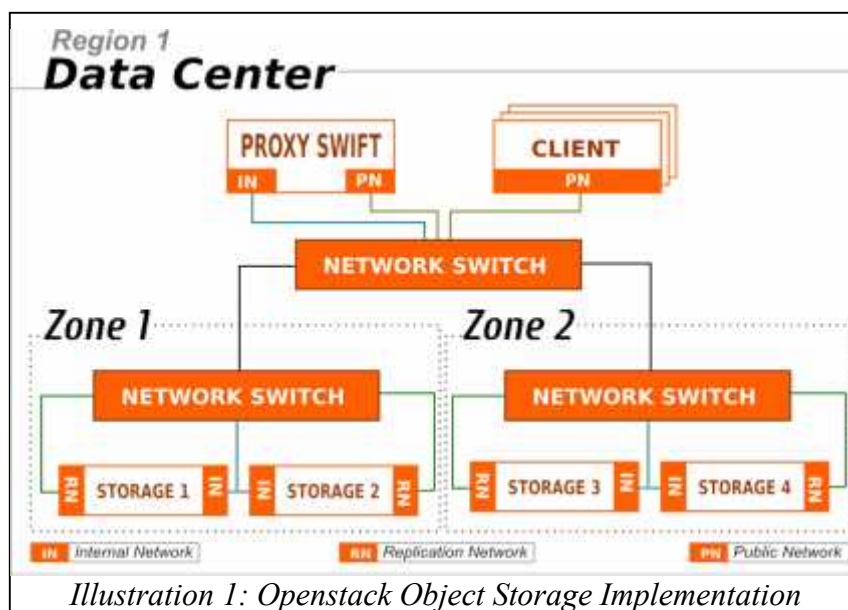 Region 1
Data Center
PROXY SWIFT
IN
PN
CLIENT
PN
NETWORK SWITCH
Zone 1
Zone 2
NETWORK SWITCH
NETWORK SWITCH
RN
STORAGE 1
IN
IN
STORAGE 2
RN
RN
STORAGE 3
IN
IN
STORAGE 4
RN
IN Internal Network
RN Replication Network
PN Public Network
Illustration 1: Openstack Object Storage Implementation